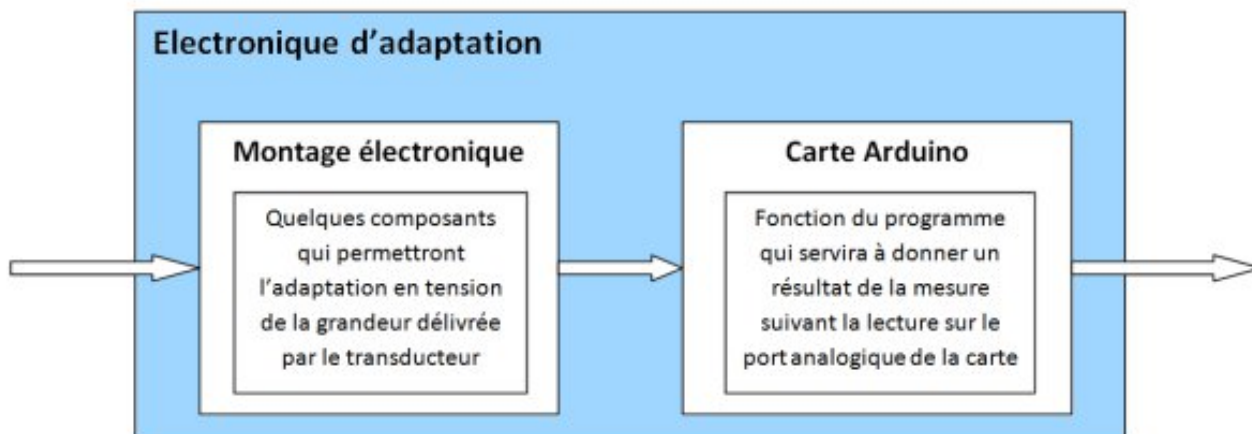 Electronique d'adaptation
Montage électronique
Quelques composants
qui permettront
l'adaptation en tension
de la grandeur délivrée
par le transducteur
Carte Arduino
Fonction du programme
qui servira à donner un
résultat de la mesure
suivant la lecture sur le
port analogique de la carte